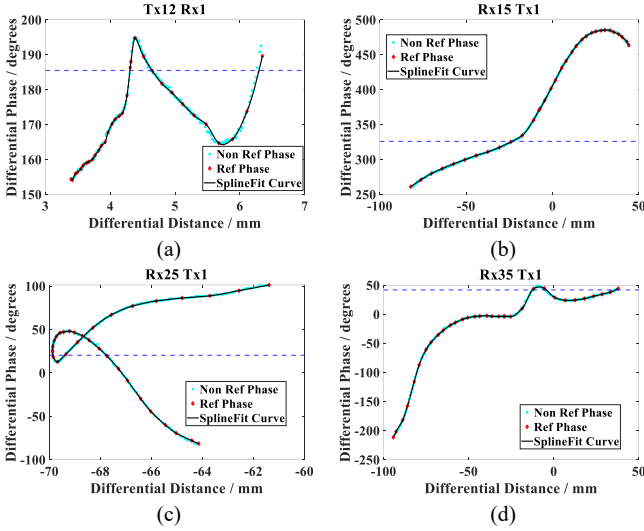 Tx12 Rx1
Differential Phase / degrees
200
190
180
170
160
150
Non Ref Phase
Ref Phase
SplineFit Curve
3 4 5 6 7
Differential Distance / mm
(a)
Rx15 Tx1
Differential Phase / degrees
500
450
400
350
300
250
Non Ref Phase
Ref Phase
SplineFit Curve
-100 -50 0 50
Differential Distance / mm
(b)
Rx25 Tx1
Differential Phase / degrees
100
50
0
-50
-100
Non Ref Phase
Ref Phase
SplineFit Curve
-70 -68 -66 -64 -62 -60
Differential Distance / mm
(c)
Rx35 Tx1
Differential Phase / degrees
50
0
-50
-100
-150
-200
-250
Non Ref Phase
Ref Phase
SplineFit Curve
-100 -50 0 50
Differential Distance / mm
(d)